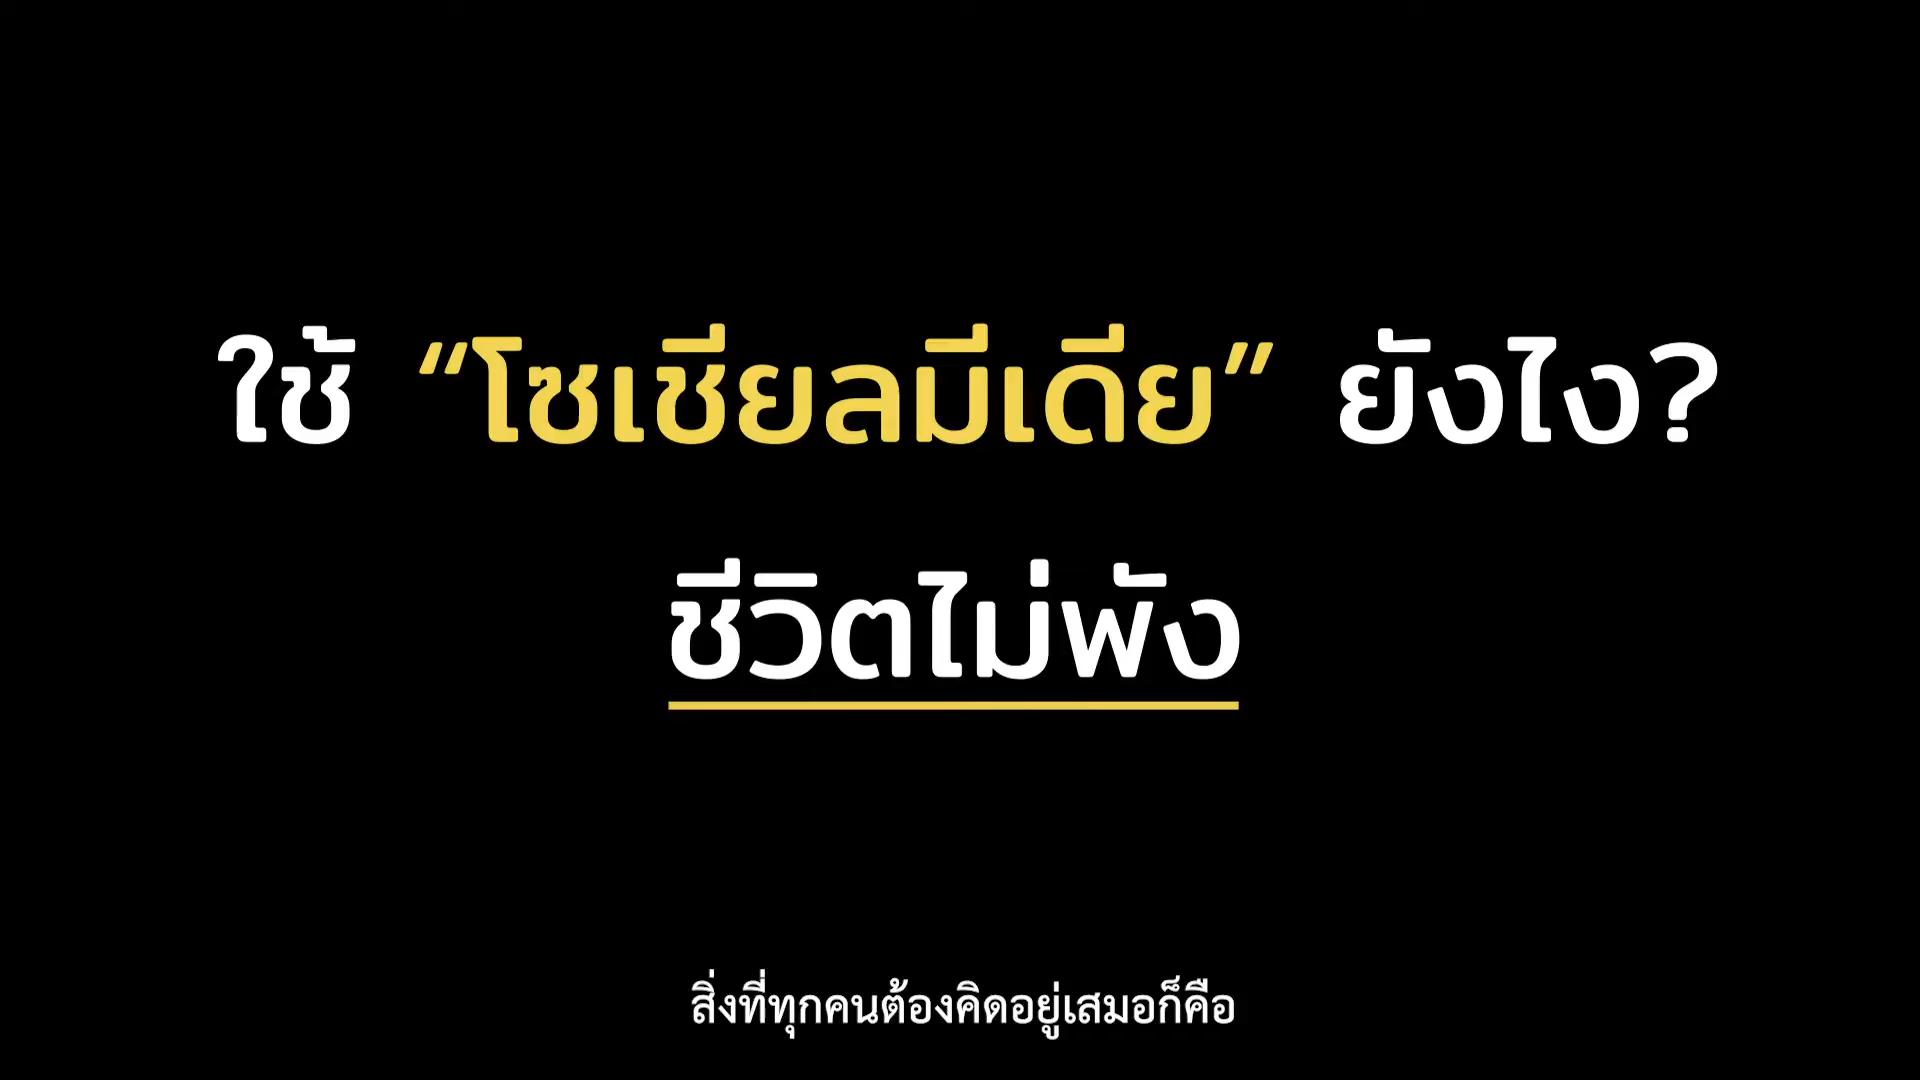 ใช้ “โซเชียลมีเดีย” ยังไง?
ชีวิตไม่พัง
สิ่งที่ทุกคนต้องคิดอยู่เสมอก็คือ